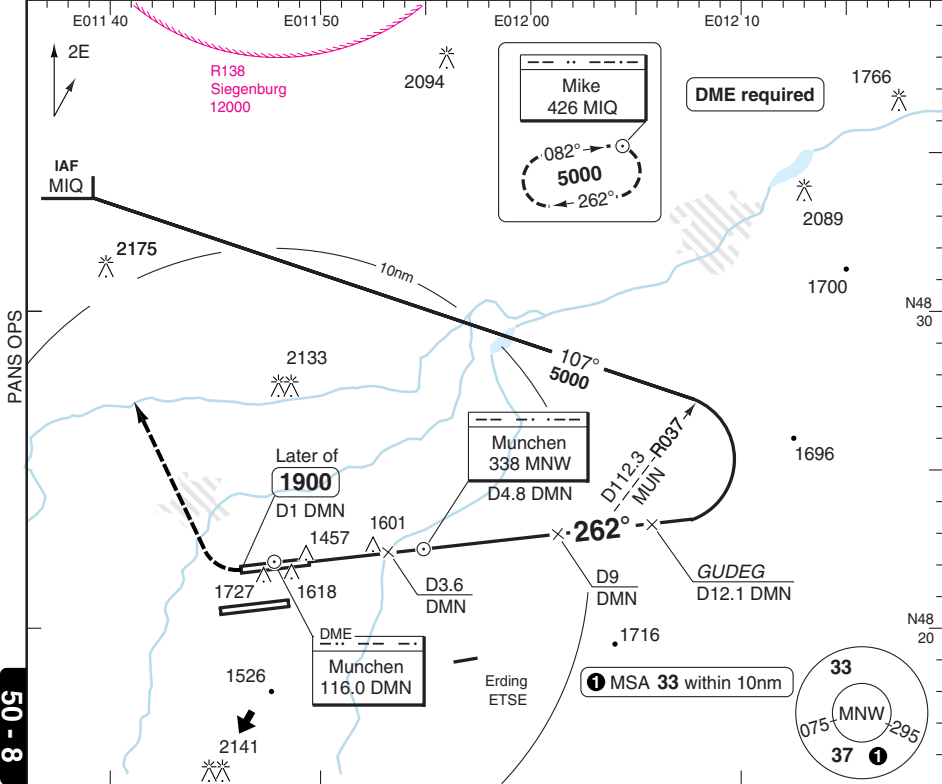 E011 40
E011 50
E012 00
E012 10
2E
R138
Siegenburg
12000
2094
Mike
426 MIQ
082°
5000
262°
DME required
1766
IAF
MIQ
2175
10nm
2089
1700
N48
30
PANS OPS
2133
107°
5000
Munchen
338 MNW
D4.8 DMN
D112.3
MUN
R037
1696
Later of
1900
D1 DMN
1457
1601
262°
1727
1618
D3.6
DMN
D9
DMN
GUDEG
D12.1 DMN
N48
20
DME
Munchen
116.0 DMN
1716
1526
Erding
ETSE
1 MSA 33 within 10nm
33
MNW
075
295
37 1
2141
50 - 8